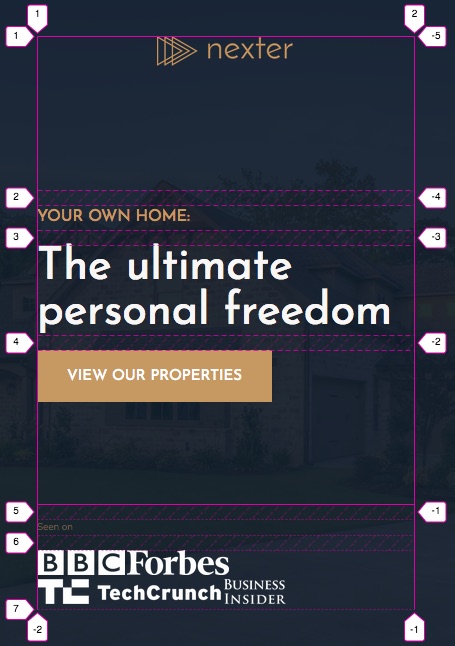 1
2
1
-5
nexter
2
-4
YOUR OWN HOME:
3
-3
The ultimate
personal freedom
4
-2
VIEW OUR PROPERTIES
5
-1
Seen on
6
BBC Forbes
TC TechCrunch BUSINESS INSIDER
7
-2
-1